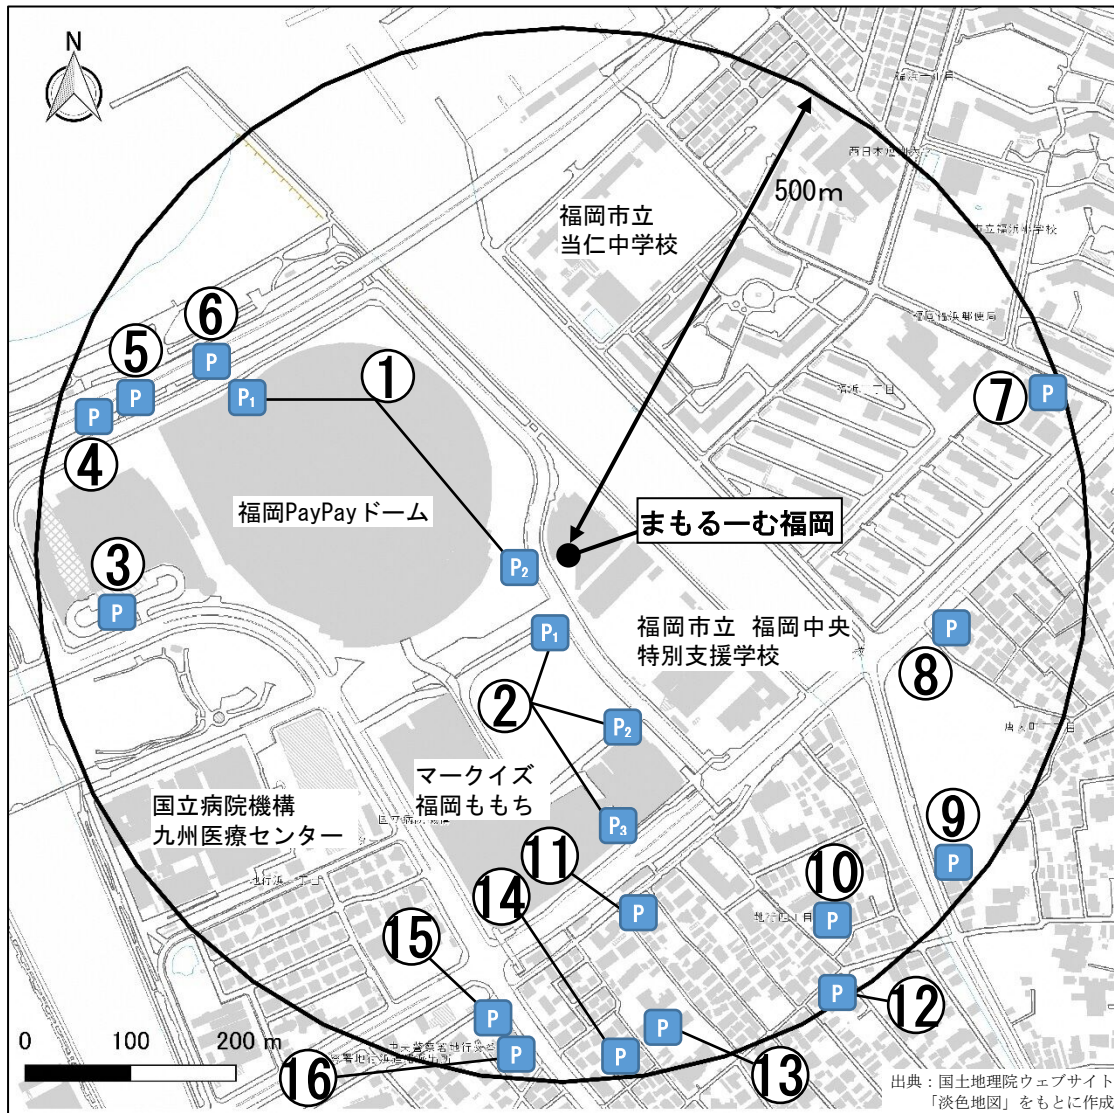 N
500m
福岡市立
当仁中学校
⑥
⑤
①
P
P
P1
P
④
⑦
P
福岡PayPayドーム
まもるーむ福岡
③
P
P2
P1
福岡市立 福岡中央
特別支援学校
P
⑧
②
P2
マークイズ
福岡ももち
国立病院機構
九州医療センター
P3
⑨
P
⑪
P
⑩
P
⑭
⑮
P
⑫
P
P
⑬
P
P
⑯
0 100 200 m
出典：国土地理院ウェブサイト
「淡色地図」をもとに作成